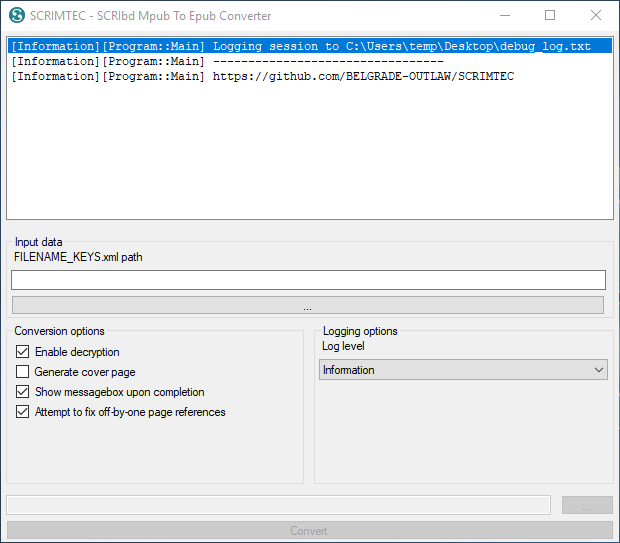 SCRIMTEC - SCRIbd Mpub To Epub Converter
[Information][Program::Main] Logging session to C:\Users\temp\Desktop\debug_log.txt
[Information][Program::Main] ---------------------------------
[Information][Program::Main] https://github.com/BELGRADE-OUTLAW/SCRIMTEC
Input data
FILENAME_KEYS.xml path
...
Conversion options
Enable decryption
Generate cover page
Show messagebox upon completion
Attempt to fix off-by-one page references
Logging options
Log level
Information
...
Convert